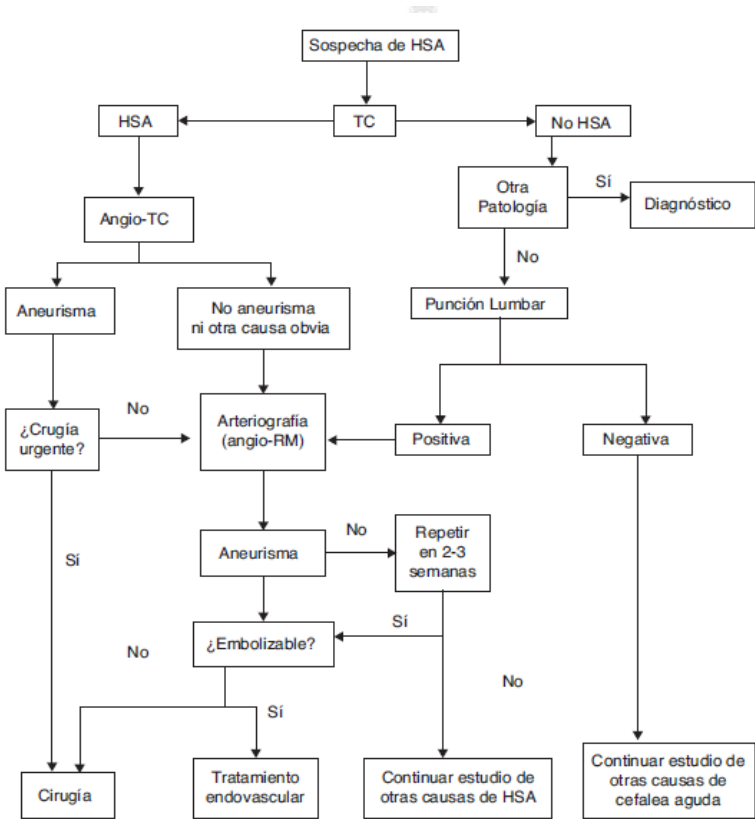 Sospecha de HSA
HSA
TC
No HSA
Otra
Patología
Sí
Diagnóstico
Angio-TC
No
Aneurisma
No aneurisma
ni otra causa obvia
Punción Lumbar
¿Crugía
urgente?
No
Arteriografía
(angio-RM)
Positiva
Negativa
Sí
Aneurisma
No
Repetir
en 2-3
semanas
¿Embolizable?
Sí
No
No
Sí
Cirugía
Tratamiento
endovascular
Continuar estudio de
otras causas de HSA
Continuar estudio de
otras causas de
cefalea aguda